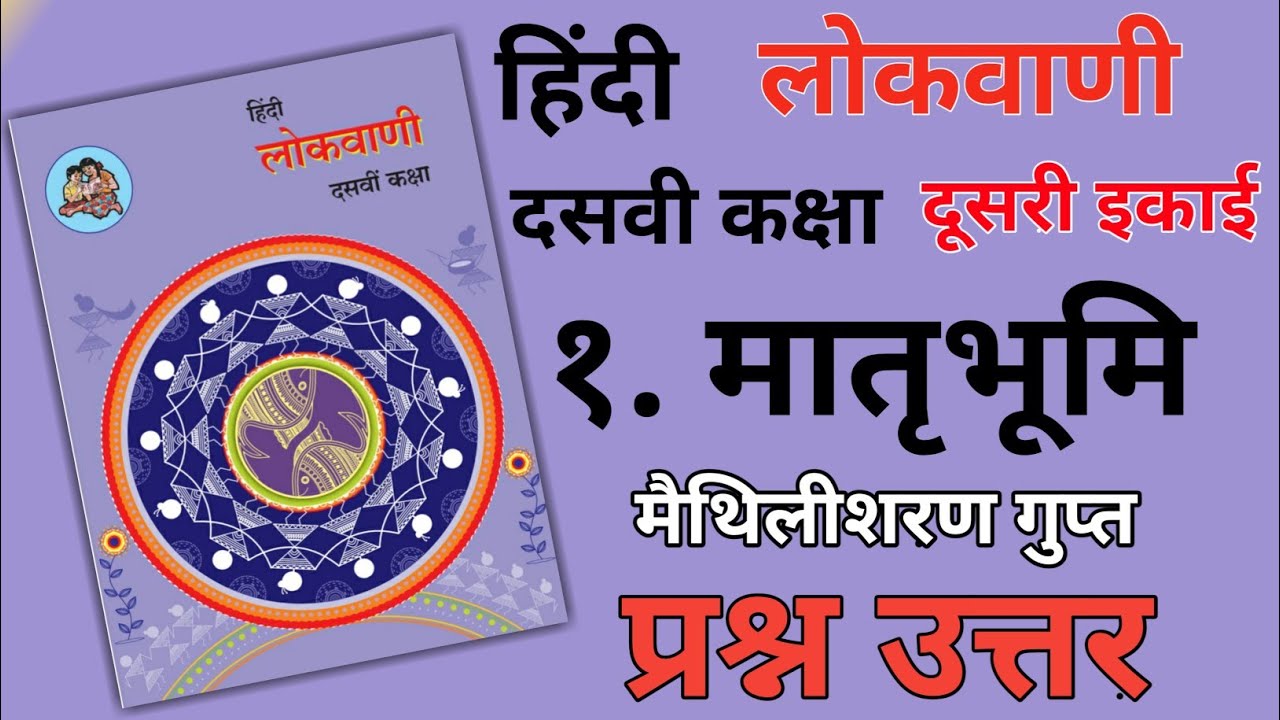 हिंदी
लोकवाणी
दसवीं कक्षा
हिंदी लोकवाणी
दसवी कक्षा दूसरी इकाई
१. मातृभूमि
मैथिलीशरण गुप्त
प्रश्न उत्तर